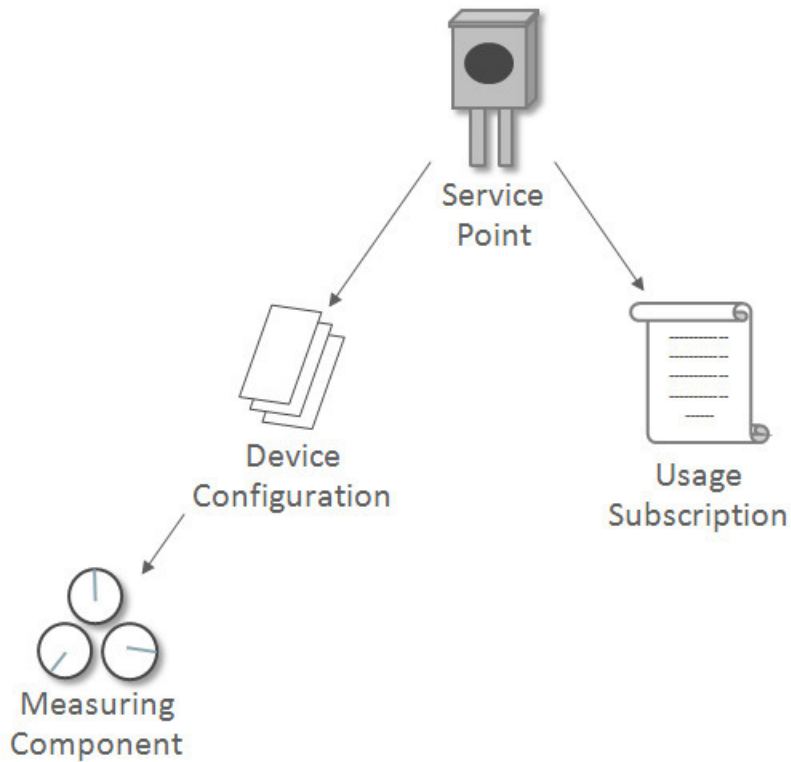 Service
Point
Device
Configuration
Usage
Subscription
Measuring
Component